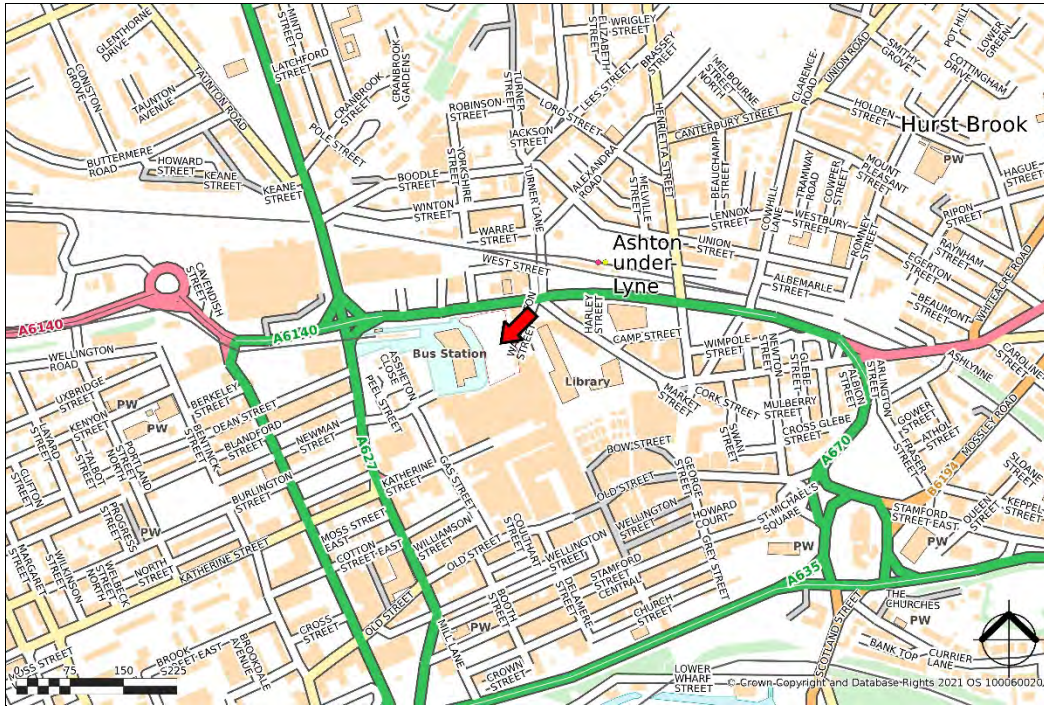 GLENTHORNE
DRIVE
CONISTON
GROVE
TAUNTON
AVENUE
TAUNTON ROAD
MINTO
STREET
LATCHFORD
STREET
CRANBROOK
STREET
CRANBROOK
GARDENS
POLE STREET
BUTTERMERE
ROAD
HOWARD
STREET
KEANE
STREET
KEANE
STREET
TURNER
STREET
ROBINSON
STREET
JACKSON
STREET
LORD STREET
LEES STREET
ELIZABETH
STREET
WRIGLEY
STREET
BRASSEY
STREET
MELBOURNE
STREET
NORTH
HENRIETTA STREET
CANTERBURY STREET
CLARENCE
ROAD
UNION ROAD
SMITHY
GROVE
POT HILL
LOWER
GREEN
COTTINGHAM
DRIVE
HOLDEN
STREET
Hurst Brook
PW
HAGUE
STREET
MOUNT
PLEASANT
STREET
BOODLE
STREET
YORKSHIRE
STREET
WINTON
STREET
WARRE
STREET
TURNER LANE
ALEXANDRA
ROAD
MELVILLE
STREET
BEAUCHAMP
STREET
LENNOX
STREET
UNION
STREET
COWHILL
LANE
TRAMWAY
ROAD
COWPER
STREET
WESTBURY
STREET
ROMNEY
STREET
RIPON
STREET
RAYNHAM
STREET
EGERTON
STREET
BEAUMONT
STREET
WHITEACRE ROAD
ALBEMARLE
STREET
WEST STREET
Ashton-
under-
Lyne
CAVENDISH
STREET
A6140
A6140
Bus Station
HARLEY
STREET
CAMP STREET
Library
MARKET
STREET
WIMPOLE
STREET
CORK STREET
NEWTON
STREET
GLEBE
STREET
MULBERRY
STREET
CROSS GLEBE
STREET
SWAN
STREET
ALBION
STREET
ARLINGTON
STREET
ASHLYNNE
CAROLINE
STREET
GOWER
STREET
ATHOL
STREET
FRASER
STREET
MOSSLEY ROAD
B6194
SLOANE
STREET
KEPPEL
STREET
QUEEN
STREET
STAMFORD
STREET EAST
PW
A670
WELLINGTON
ROAD
UXBRIDGE
STREET
KENYON
STREET
LAYARD
STREET
TALBOT
ROAD
CLIFTON
STREET
PW
PORTLAND
STREET
NORTH
BERKELEY
STREET
DEAN STREET
BENTINCK
STREET
BLANDFORD
STREET
NEWMAN
STREET
BURLINGTON
STREET
ASSHETON
CLOSE
PEEL STREET
A627
KATHERINE
STREET
GAS STREET
PW
PROGRESS
STREET
WELBECK
STREET
NORTH
NORTH
STREET
KATHERINE STREET
WILKINSON
STREET
MARGARET
STREET
MOSS STREET
EAST
COTTON
STREET EAST
WILLIAMSON
STREET
OLD STREET
OLD STREET
COULTHART
STREET
WELLINGTON
STREET
BOW STREET
OLD STREET
WELLINGTON
STREET
GEORGE
STREET
HOWARD
COURT
GREY STREET
STAMFORD
STREET
CENTRAL
DELAMERE
STREET
CHURCH
STREET
ST MICHAEL'S
SQUARE
PW
A635
BOOTH
STREET
PW
CROWN
STREET
MILL LANE
CROSS
STREET
BROOKDALE
AVENUE
BROOK
STREET EAST
MOSS STREET
LOWER
WHARF STREET
SCOTLAND STREET
THE
CHURCHES
PW
BANK TOP
CURRIER
LANE
0 75 150 225
© Crown Copyright and Database Rights 2021 OS 100060020